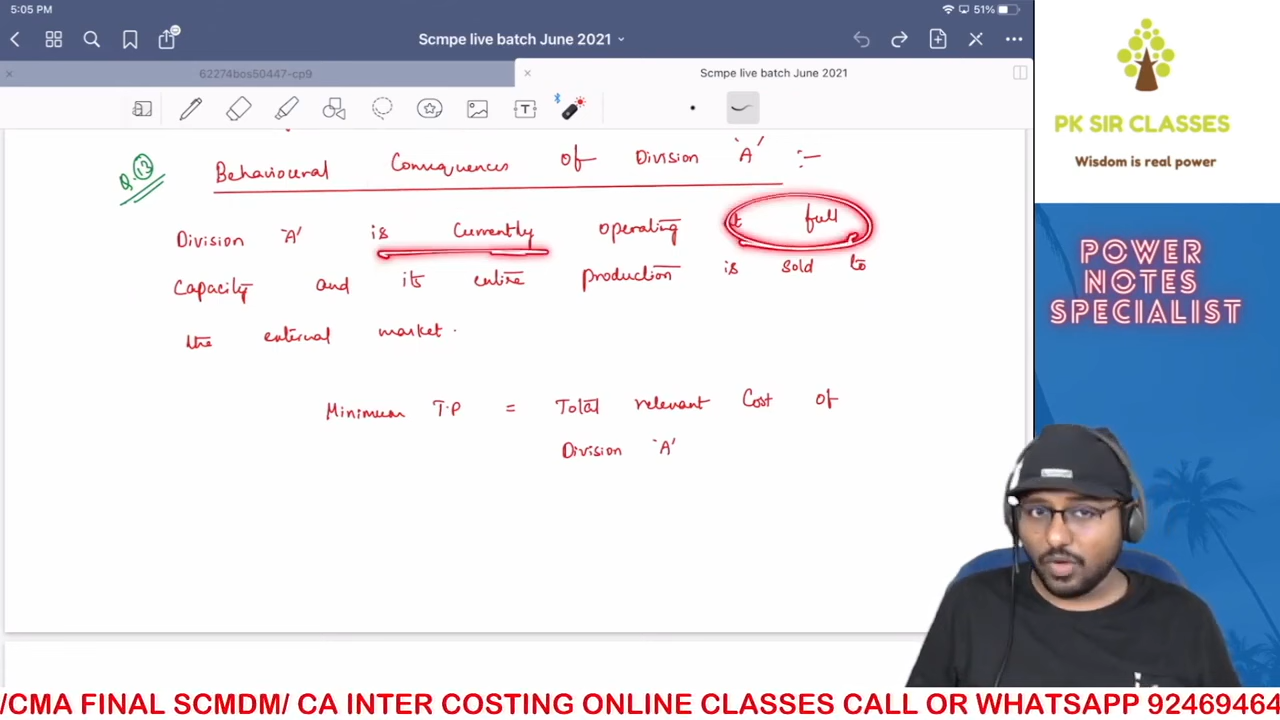 5:05 PM
51%
Scmpe live batch June 2021
62274bos50447-cp9
Scmpe live batch June 2021
T
Q.13
Behavioural Consequences of Division 'A' :-
Division 'A' is currently operating at full
Capacity and its entire production is sold to
the external market.
Minimum T.P = Total relevant Cost of
Division 'A'
PK SIR CLASSES
Wisdom is real power
POWER
NOTES
SPECIALIST
/CMA FINAL SCMDM/ CA INTER COSTING ONLINE CLASSES CALL OR WHATSAPP 92469464